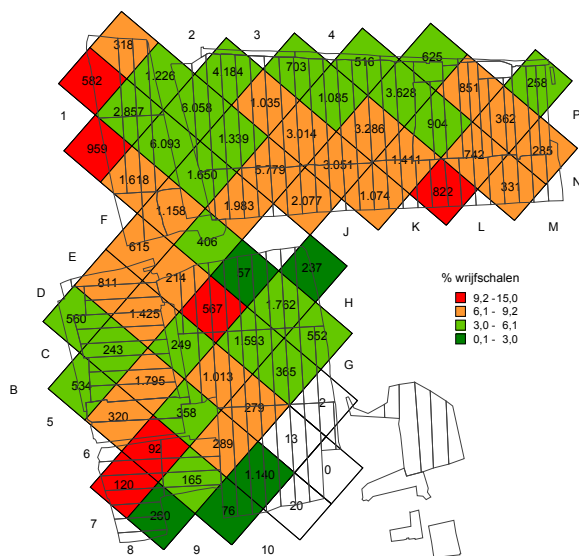 2 3 4
318 4.184 703 516 625
682 1.226 851 258
2.857 6.058 1.035 1.085 3.628 362 P
1
959 6.093 1.339 3.014 3.286 904 285
1.618 1.650 5.779 3.051 1.411 742 N
F 1.158 1.983 2.077 1.074 822 331
E 615 406 J K L M
D 811 214 57 237
% wrijfschalen
9,2 -15,0
6,1 - 9,2
3,0 - 6,1
0,1 - 3,0
560 1.425 567 1.762 H
C 243 249 1.593 552
B 534 1.795 1.013 365 G
5 320 358 279 2
6 92 289 13
120 165 1.140 0
7 260 76 20
8 9 10